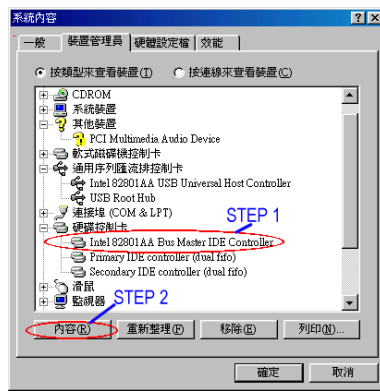 系統內容
一般 裝置管理員 硬體設定檔 效能
按類型來查看裝置(I) 按連線來查看裝置(C)
CDROM
系統裝置
其他裝置
PCI Multimedia Audio Device
軟式磁碟機控制卡
通用序列匯流排控制卡
Intel 82801AA USB Universal Host Controller
USB Root Hub
連接埠 (COM & LPT)
STEP 1
硬碟控制卡
Intel 82801AA Bus Master IDE Controller
Primary IDE controller (dual fifo)
Secondary IDE controller (dual fifo)
滑鼠
監視器
STEP 2
內容(R) 重新整理(F) 移除(E) 列印(N)...
確定 取消